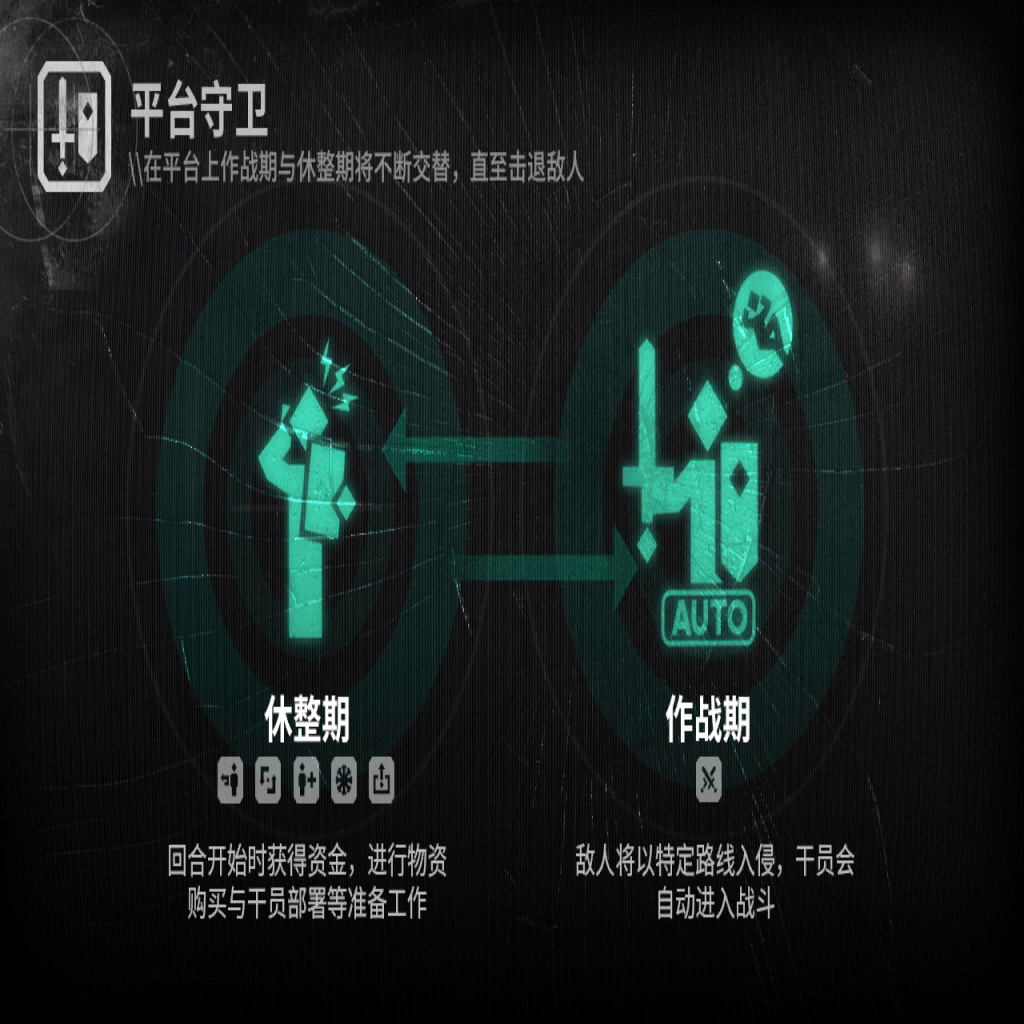 平台守卫
\\在平台上作战期与休整期将不断交替，直至击退敌人
AUTO
休整期
作战期
回合开始时获得资金，进行物资
购买与干员部署等准备工作
敌人将以特定路线入侵，干员会
自动进入战斗